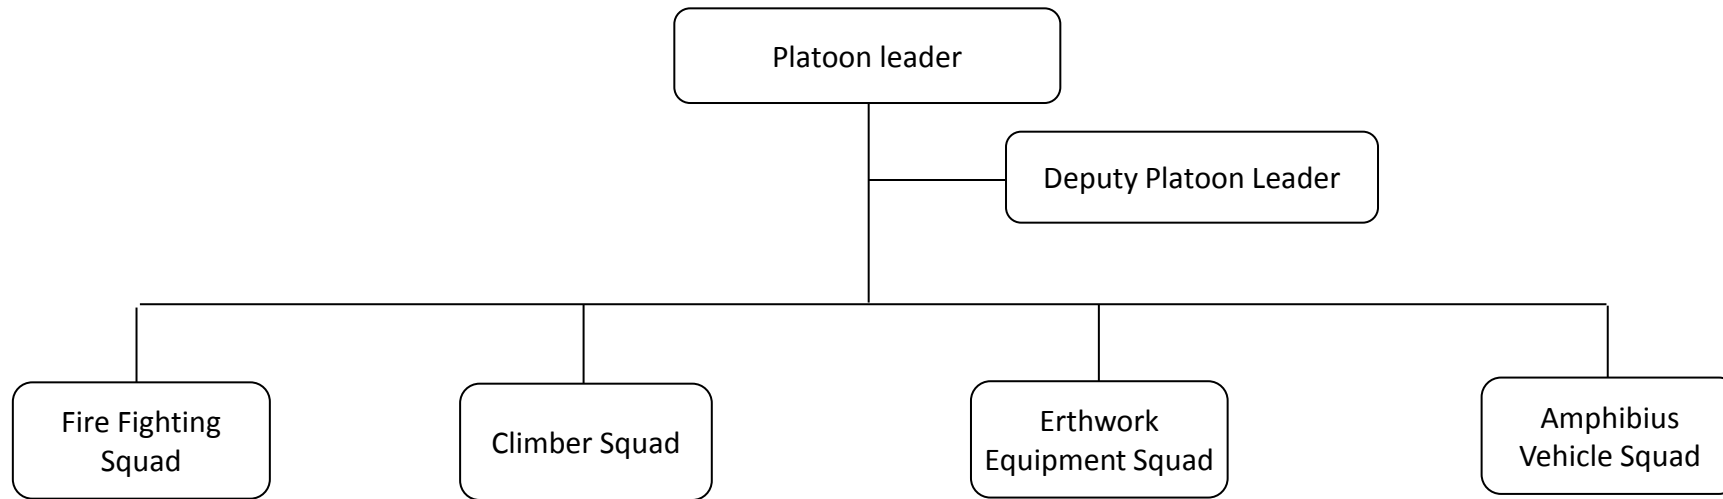 Platoon leader
Deputy Platoon Leader
Fire Fighting
Squad
Climber Squad
Erthwork
Equipment Squad
Amphibius
Vehicle Squad